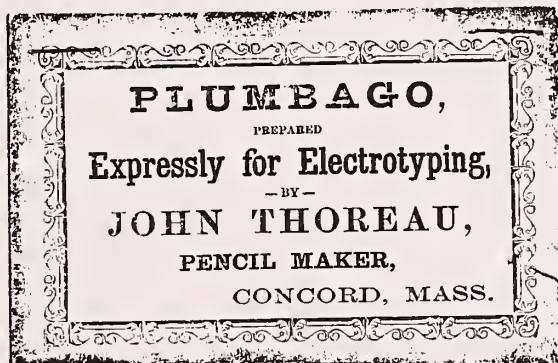 PLUMBAGO,
PREPARED
Expressly for Electrotyping,
— BY —
JOHN THOREAU,
PENCIL MAKER,
CONCORD, MASS.